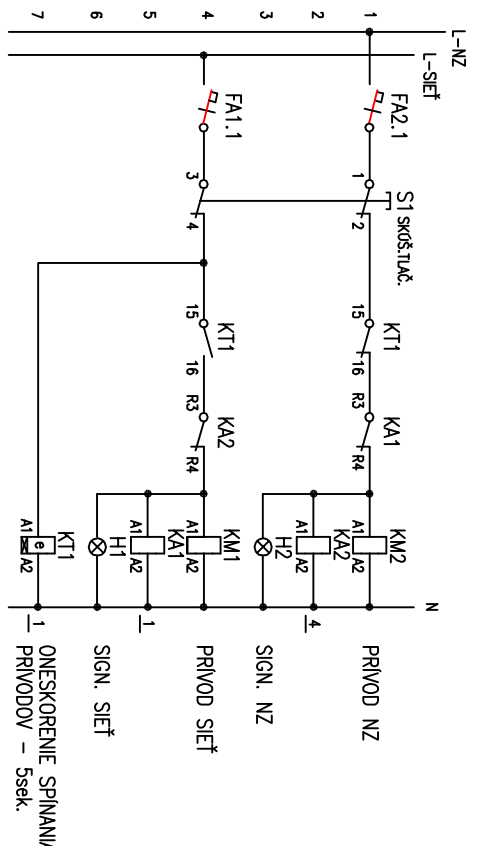 L-NZ
L-SIEŤ
1
2
3
4
5
6
7
FA2.1
FA1.1
1
2
S1 SKÚŠ.TLAČ.
3
4
KT1
15
16
KA1
R3
R4
KT1
15
16
KA2
R3
R4
KM2
A1
A2
KA2
A1
A2
H2
KM1
A1
A2
KA1
A1
A2
H1
KT1
A1
e
A2
N
4
1
1
PRÍVOD NZ
SIGN. NZ
PRÍVOD SIEŤ
SIGN. SIEŤ
ONESKORENIE SPÍNANIA
PRÍVODOV – 5sek.